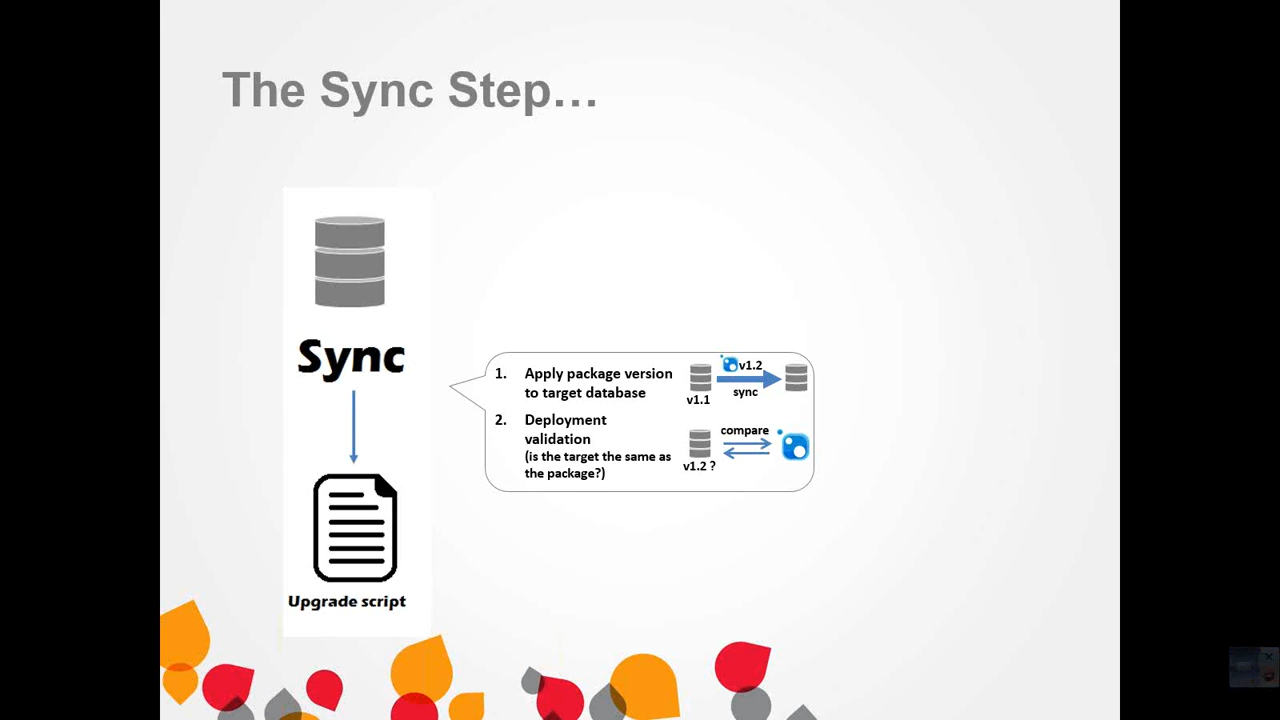 The Sync Step…
Sync
Upgrade script
1. Apply package version
to target database
2. Deployment
validation
(is the target the same as
the package?)
v1.2
v1.1
sync
compare
v1.2 ?